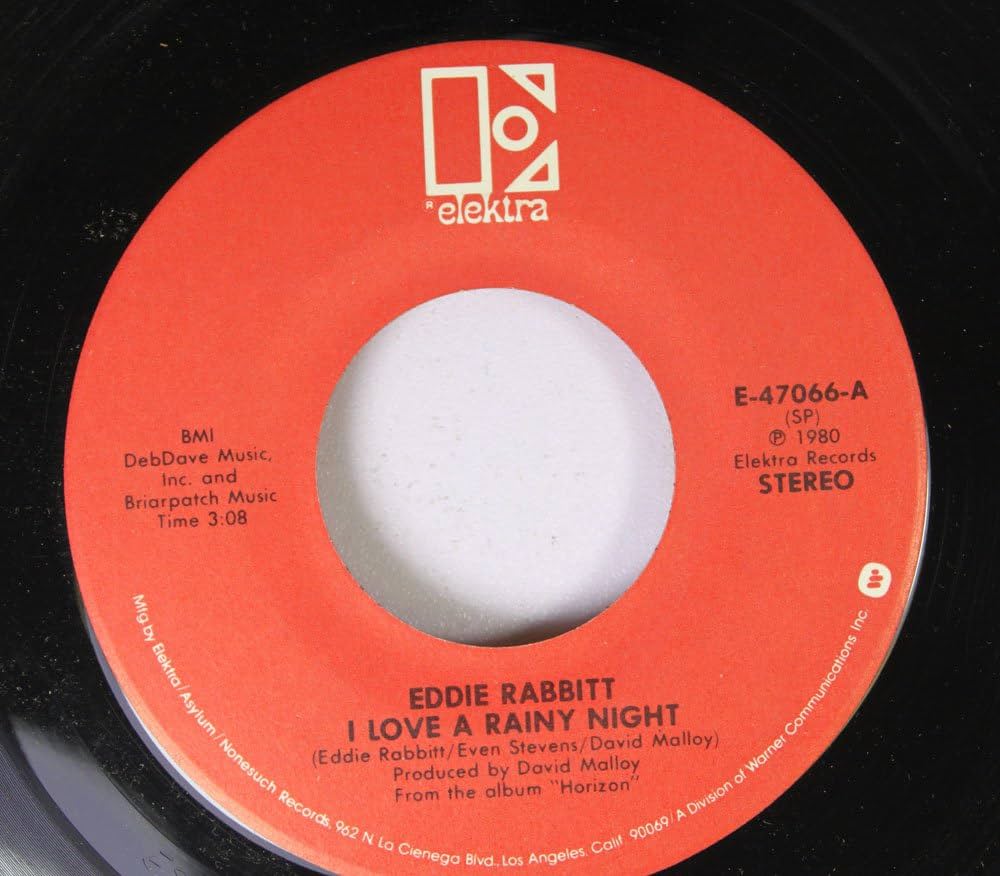 ® elektra
E-47066-A
(SP)
℗ 1980
Elektra Records
STEREO
BMI
DebDave Music,
Inc. and
Briarpatch Music
Time 3:08
EDDIE RABBITT
I LOVE A RAINY NIGHT
(Eddie Rabbitt/Even Stevens/David Malloy)
Produced by David Malloy
From the album "Horizon"
Mfg by Elektra/Asylum/Nonesuch Records, 962 N. La Cienega Blvd., Los Angeles, Calif. 90069/A Division of Warner Communications Inc.